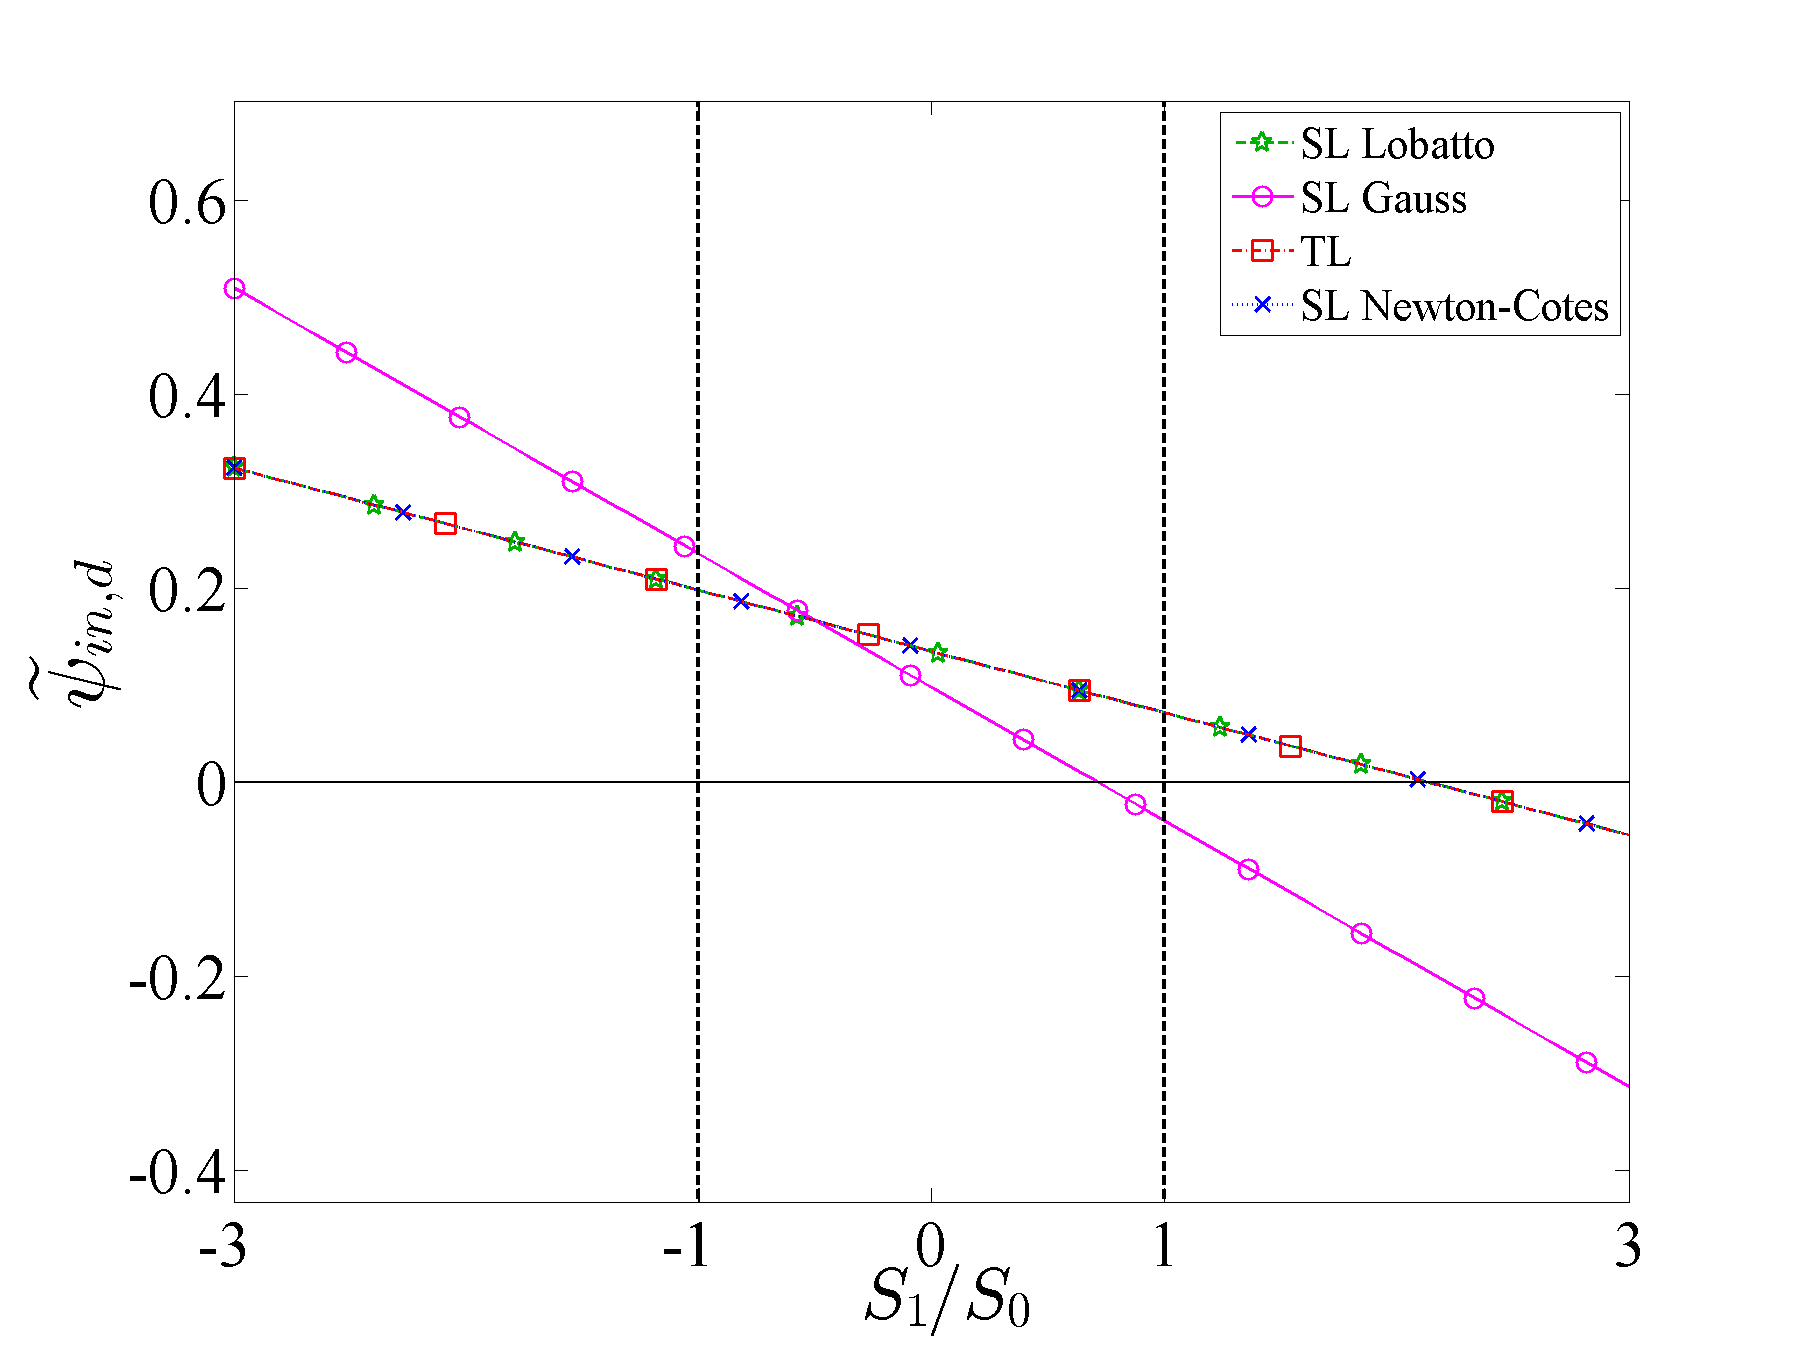 SL Lobatto
SL Gauss
TL
SL Newton-Cotes
0.6
0.4
0.2
0
-0.2
-0.4
-3 -1 0 1 3
S₁/S₀
ψ̃_{in,d}